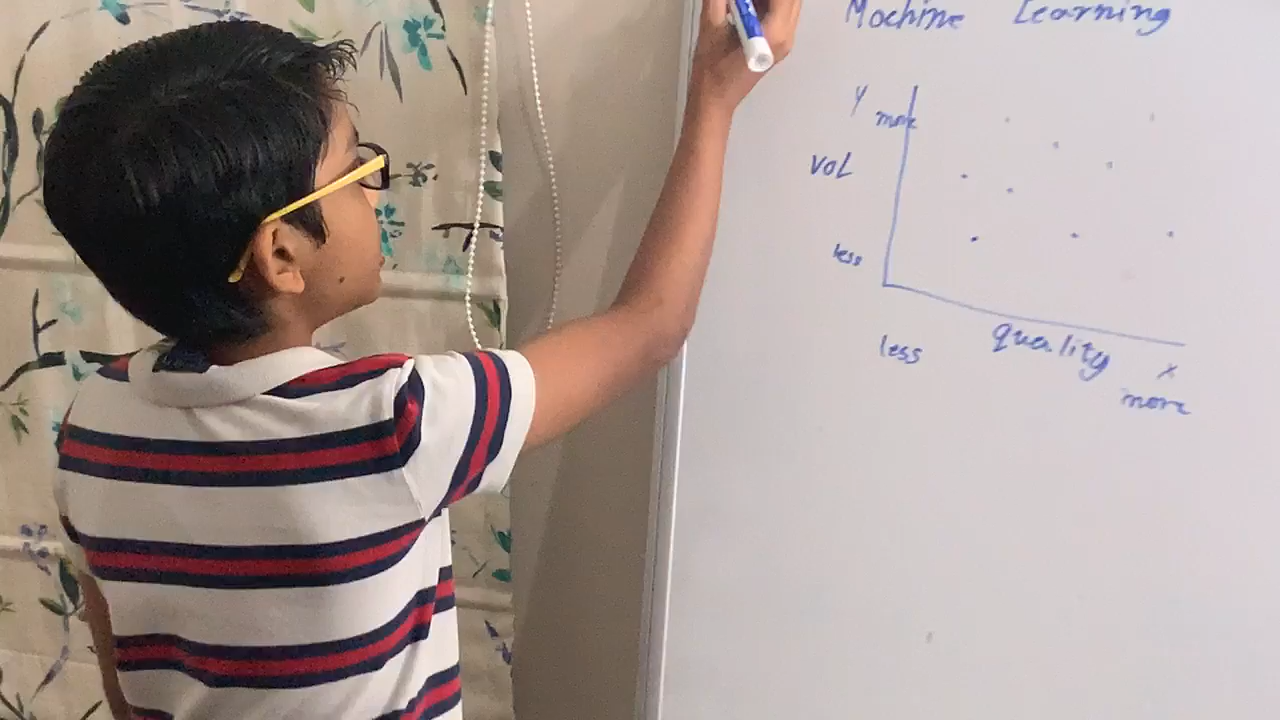 Machine Learning
Y
more
VOL
less
less
quality
X
more